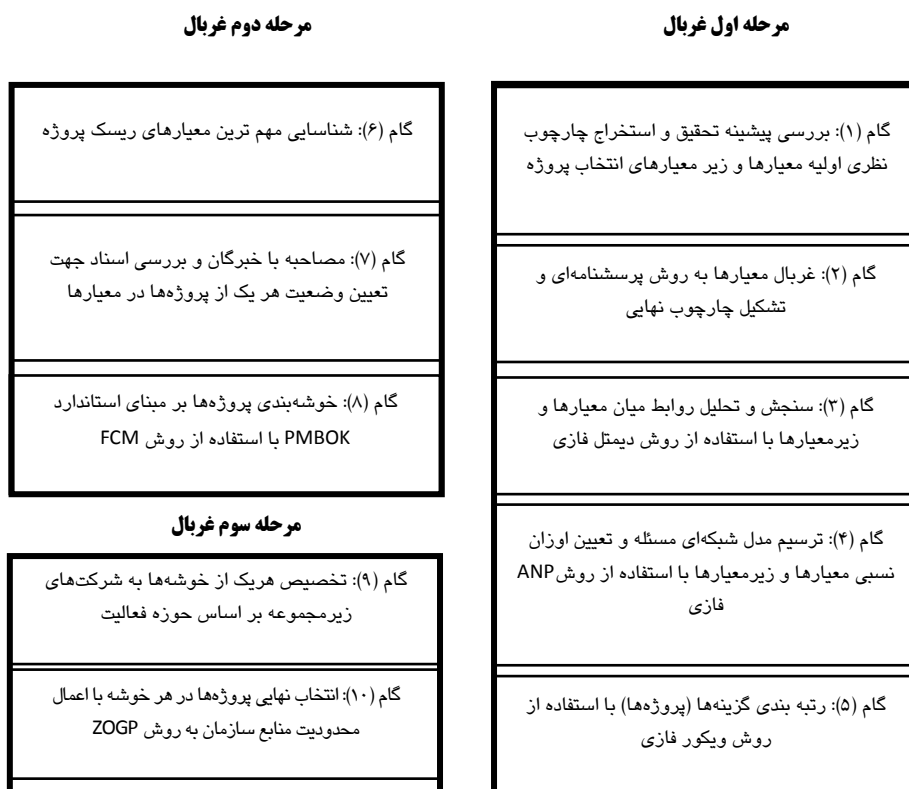 مرحله اول غربال
گام (۱): بررسی پیشینه تحقیق و استخراج چارچوب
نظری اولیه معیارها و زیر معیارهای انتخاب پروژه
گام (۲): غربال معیارها به روش پرسشنامه‌ای و
تشکیل چارچوب نهایی
گام (۳): سنجش و تحلیل روابط میان معیارها و
زیرمعیارها با استفاده از روش دیمتل فازی
گام (۴): ترسیم مدل شبکه‌ای مسئله و تعیین اوزان
نسبی معیارها و زیرمعیارها با استفاده از روش ANP
فازی
گام (۵): رتبه بندی گزینه‌ها (پروژه‌ها) با استفاده از
روش ویکور فازی
مرحله دوم غربال
گام (۶): شناسایی مهم ترین معیارهای ریسک پروژه
گام (۷): مصاحبه با خبرگان و بررسی اسناد جهت
تعیین وضعیت هر یک از پروژه‌ها در معیارها
گام (۸): خوشه‌بندی پروژه‌ها بر مبنای استاندارد
PMBOK با استفاده از روش FCM
مرحله سوم غربال
گام (۹): تخصیص هریک از خوشه‌ها به شرکت‌های
زیرمجموعه بر اساس حوزه فعالیت
گام (۱۰): انتخاب نهایی پروژه‌ها در هر خوشه با اعمال
محدودیت منابع سازمان به روش ZOGP